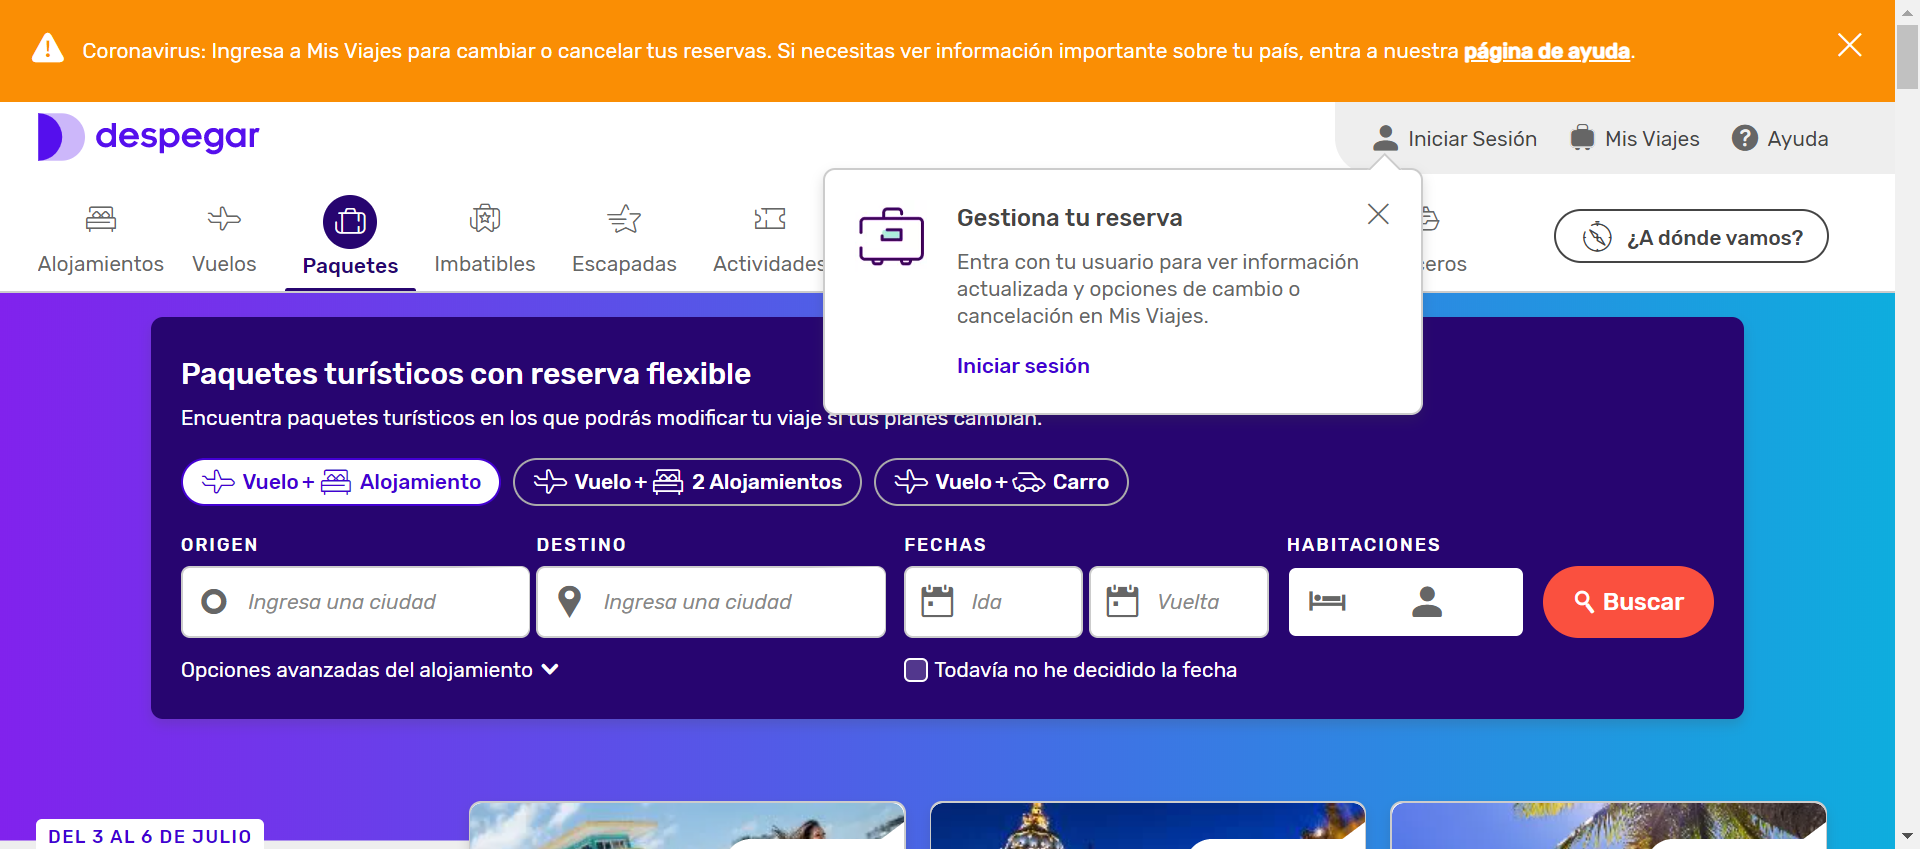 Coronavirus: Ingresa a Mis Viajes para cambiar o cancelar tus reservas. Si necesitas ver información importante sobre tu país, entra a nuestra página de ayuda.
despegar
Iniciar Sesión
Mis Viajes
Ayuda
Alojamientos
Vuelos
Paquetes
Imbatibles
Escapadas
Actividades
ceros
¿A dónde vamos?
Gestiona tu reserva
Entra con tu usuario para ver información
actualizada y opciones de cambio o
cancelación en Mis Viajes.
Iniciar sesión
Paquetes turísticos con reserva flexible
Encuentra paquetes turísticos en los que podrás modificar tu viaje si tus planes cambian.
Vuelo + Alojamiento
Vuelo + 2 Alojamientos
Vuelo + Carro
ORIGEN
DESTINO
FECHAS
HABITACIONES
Ingresa una ciudad
Ingresa una ciudad
Ida
Vuelta
Buscar
Opciones avanzadas del alojamiento
Todavía no he decidido la fecha
DEL 3 AL 6 DE JULIO